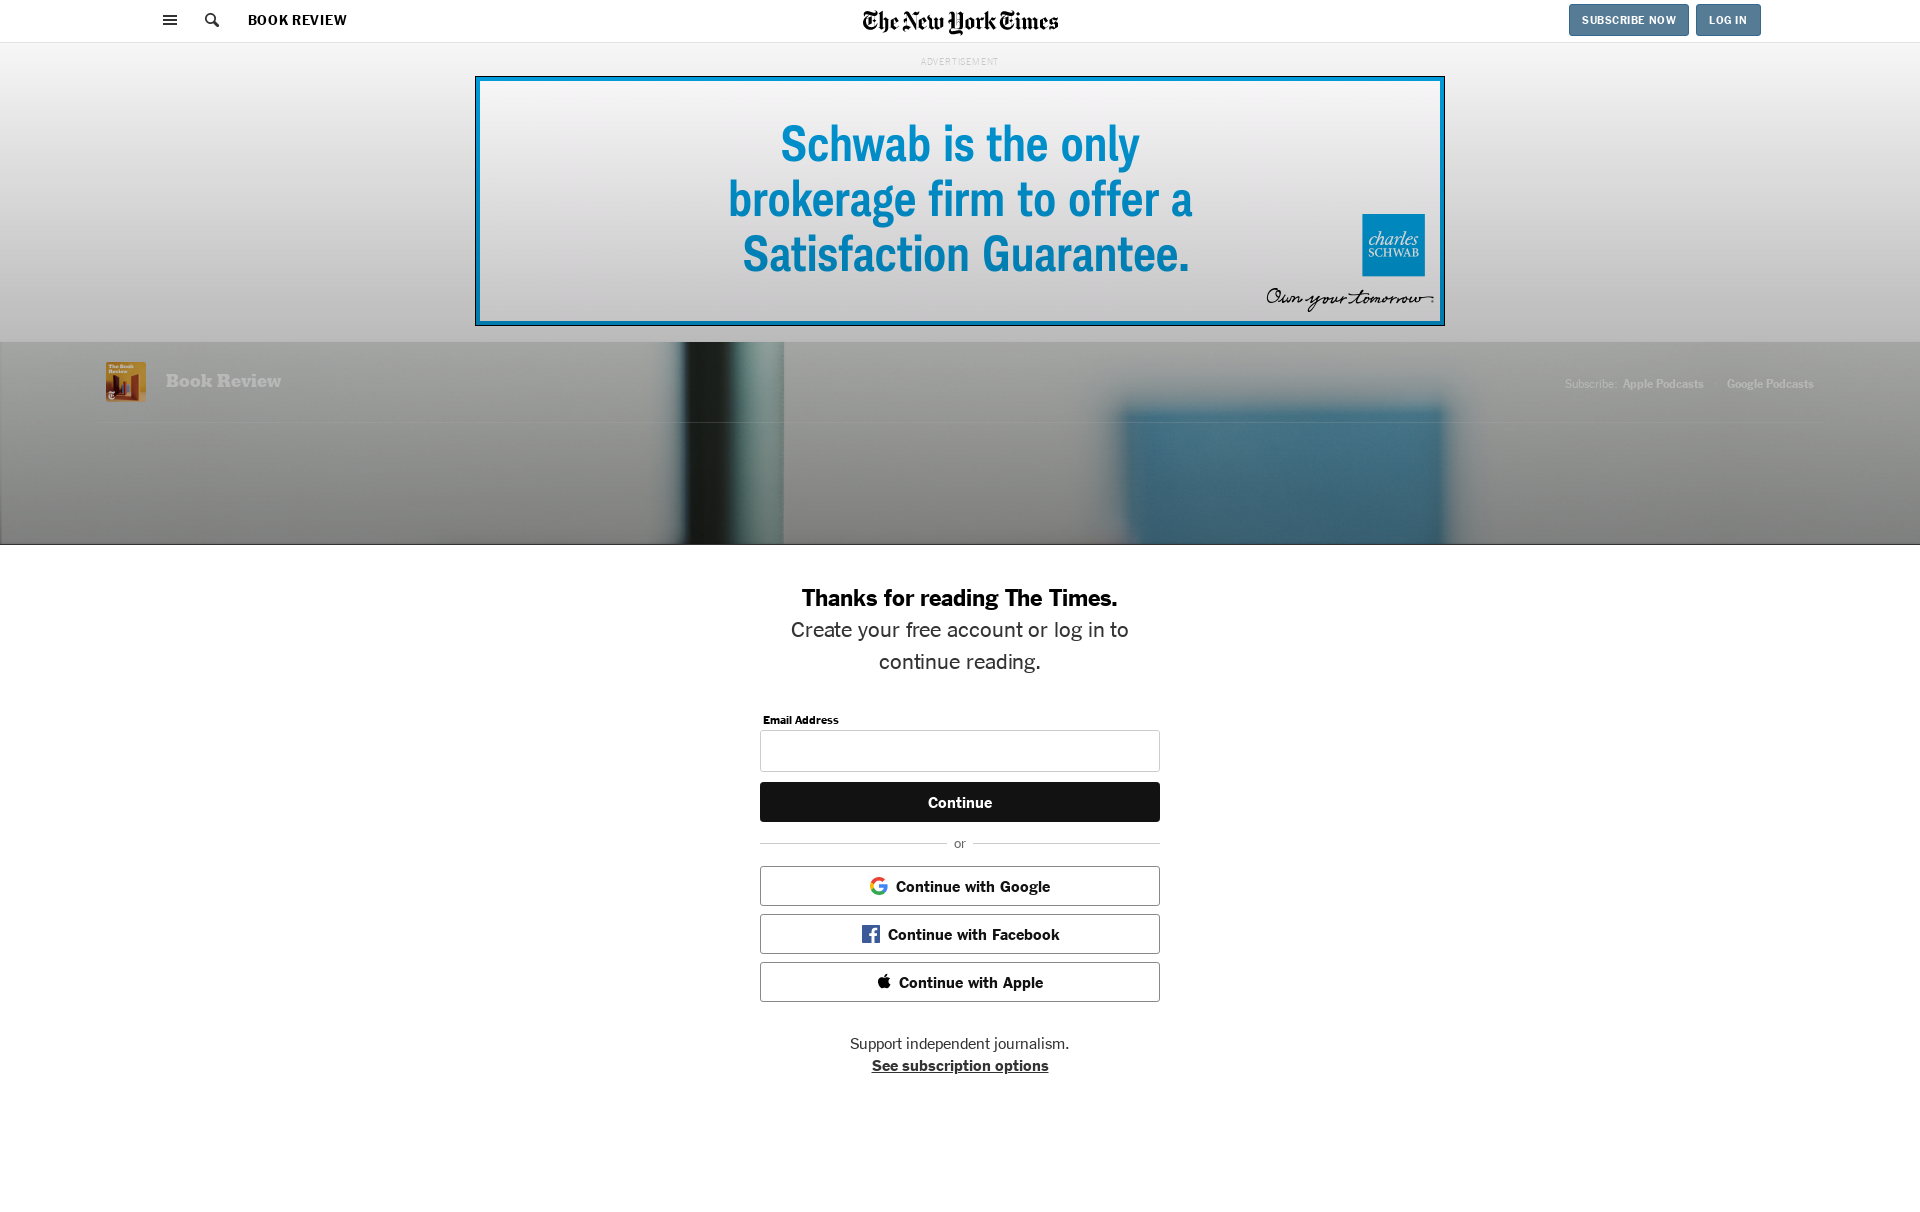 BOOK REVIEW
The New York Times
SUBSCRIBE NOW
LOG IN
ADVERTISEMENT
Schwab is the only
brokerage firm to offer a
Satisfaction Guarantee.
charles
SCHWAB
Own your tomorrow
The Book
Review
Book Review
Subscribe: Apple Podcasts
Google Podcasts
Thanks for reading The Times.
Create your free account or log in to
continue reading.
Email Address
Continue
or
Continue with Google
Continue with Facebook
Continue with Apple
Support independent journalism.
See subscription options